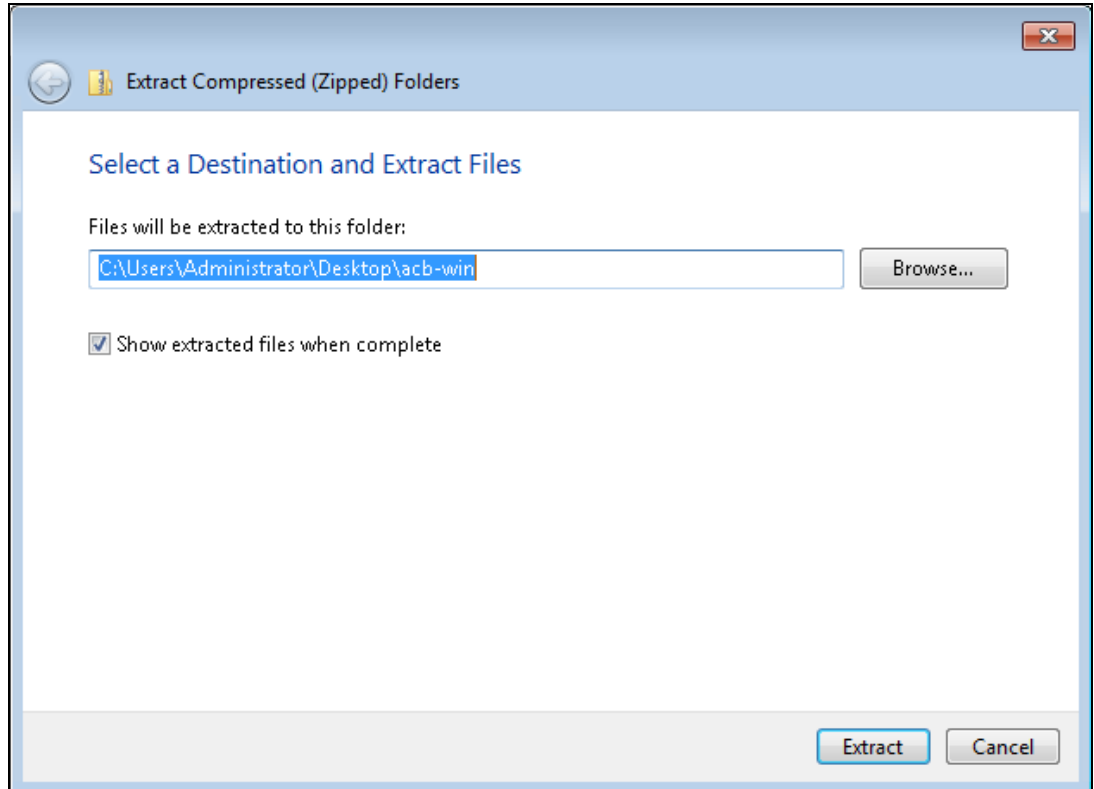 Extract Compressed (Zipped) Folders
Select a Destination and Extract Files
Files will be extracted to this folder:
C:\Users\Administrator\Desktop\acb-win
Browse...
Show extracted files when complete
Extract
Cancel